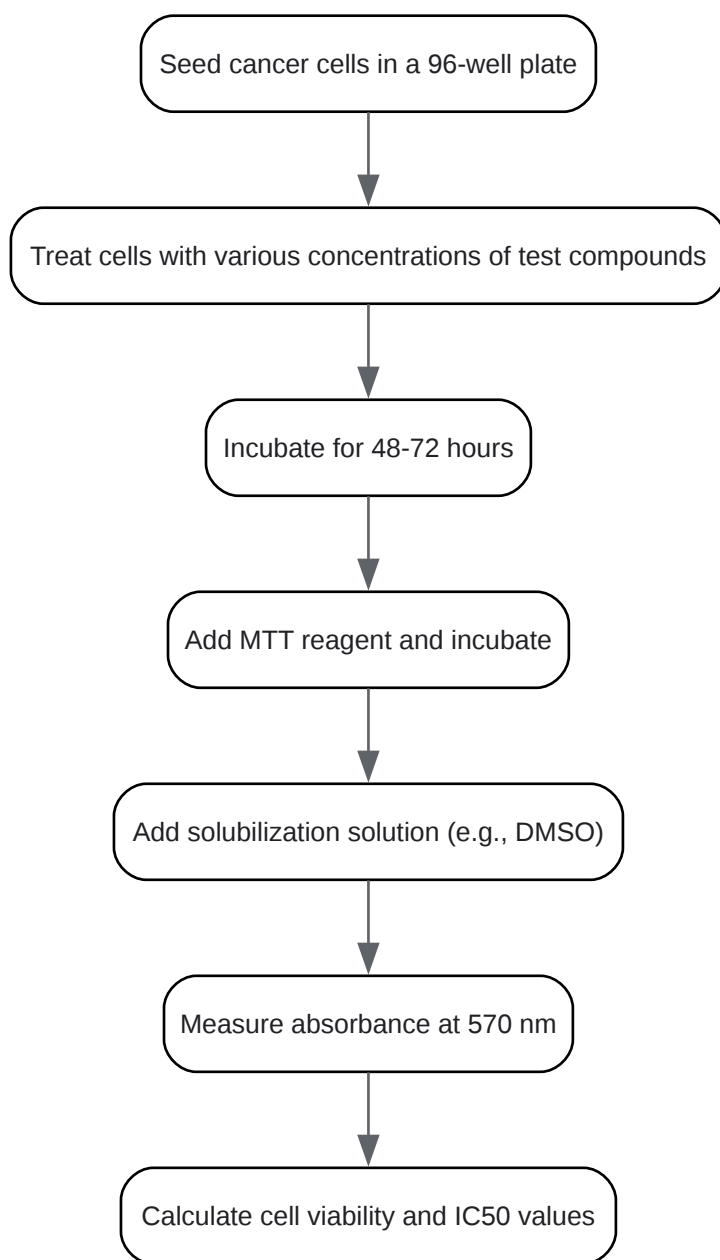 Seed cancer cells in a 96-well plate
Treat cells with various concentrations of test compounds
Incubate for 48-72 hours
Add MTT reagent and incubate
Add solubilization solution (e.g., DMSO)
Measure absorbance at 570 nm
Calculate cell viability and IC50 values